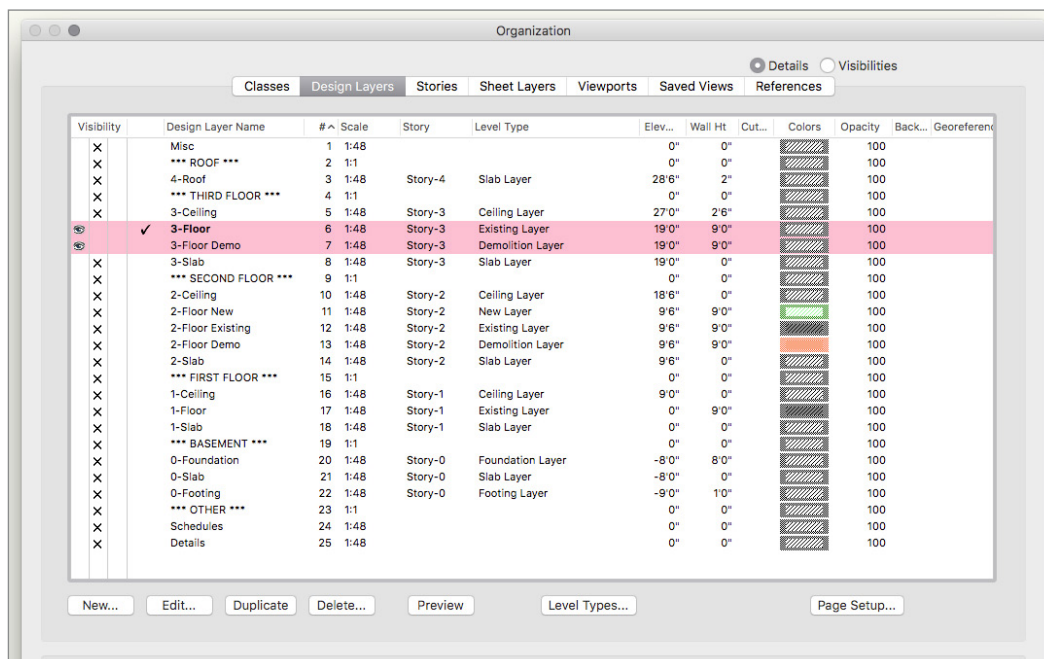 Organization
Details Visibilities
Classes Design Layers Stories Sheet Layers Viewports Saved Views References
Visibility Design Layer Name # Scale Story Level Type Elev... Wall Ht Cut... Colors Opacity Back... Georeferenc
Misc 1 1:48 0" 0" 100
*** ROOF *** 2 1:1 0" 0" 100
4-Roof 3 1:48 Story-4 Slab Layer 28'6" 2" 100
*** THIRD FLOOR *** 4 1:1 0" 0" 100
3-Ceiling 5 1:48 Story-3 Ceiling Layer 27'0" 2'6" 100
✓ 3-Floor 6 1:48 Story-3 Existing Layer 19'0" 9'0" 100
3-Floor Demo 7 1:48 Story-3 Demolition Layer 19'0" 9'0" 100
3-Slab 8 1:48 Story-3 Slab Layer 19'0" 0" 100
*** SECOND FLOOR *** 9 1:1 0" 0" 100
2-Ceiling 10 1:48 Story-2 Ceiling Layer 18'6" 0" 100
2-Floor New 11 1:48 Story-2 New Layer 9'6" 9'0" 100
2-Floor Existing 12 1:48 Story-2 Existing Layer 9'6" 9'0" 100
2-Floor Demo 13 1:48 Story-2 Demolition Layer 9'6" 9'0" 100
2-Slab 14 1:48 Story-2 Slab Layer 9'6" 0" 100
*** FIRST FLOOR *** 15 1:1 0" 0" 100
1-Ceiling 16 1:48 Story-1 Ceiling Layer 9'0" 0" 100
1-Floor 17 1:48 Story-1 Existing Layer 0" 9'0" 100
1-Slab 18 1:48 Story-1 Slab Layer 0" 0" 100
*** BASEMENT *** 19 1:1 0" 0" 100
0-Foundation 20 1:48 Story-0 Foundation Layer -8'0" 8'0" 100
0-Slab 21 1:48 Story-0 Slab Layer -8'0" 0" 100
0-Footing 22 1:48 Story-0 Footing Layer -9'0" 1'0" 100
*** OTHER *** 23 1:1 0" 0" 100
Schedules 24 1:48 0" 0" 100
Details 25 1:48 0" 0" 100
New... Edit... Duplicate Delete... Preview Level Types... Page Setup...